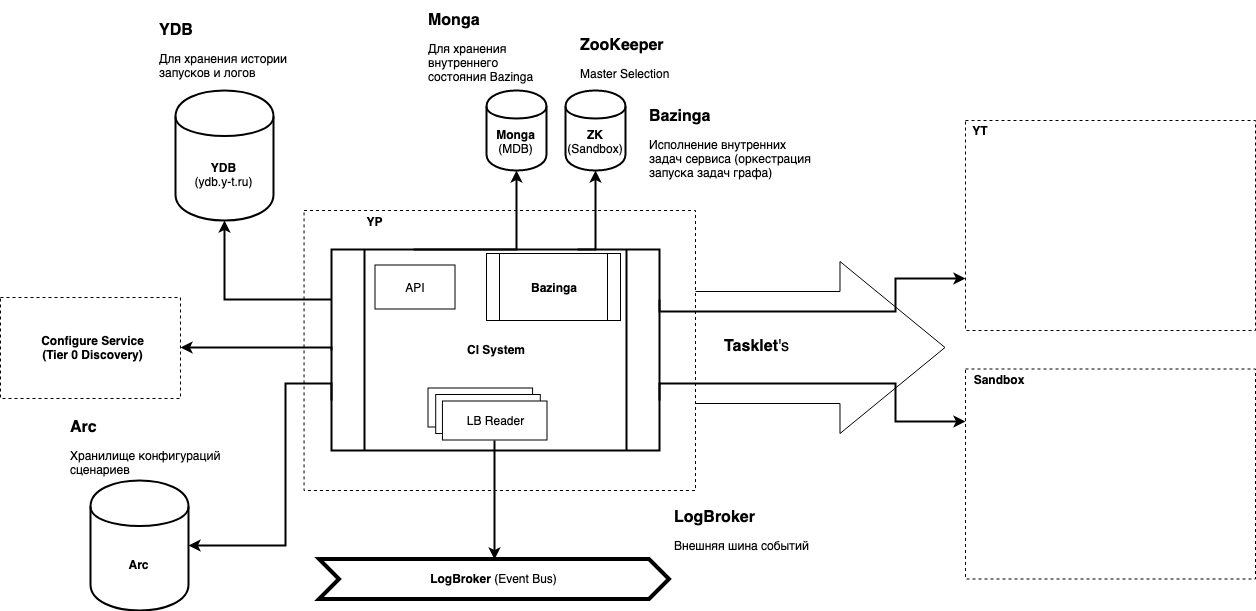 YDB
Для хранения истории
запусков и логов
YDB
(ydb.y-t.ru)
Monga
Для хранения
внутреннего
состояния Bazinga
Monga
(MDB)
ZooKeeper
Master Selection
ZK
(Sandbox)
Bazinga
Исполнение внутренних
задач сервиса (оркестрация
запуска задач графа)
YT
YP
API
Bazinga
CI System
LB Reader
Configure Service
(Tier 0 Discovery)
Tasklet's
Sandbox
Arc
Хранилище конфигураций
сценариев
Arc
LogBroker
Внешняя шина событий
LogBroker (Event Bus)